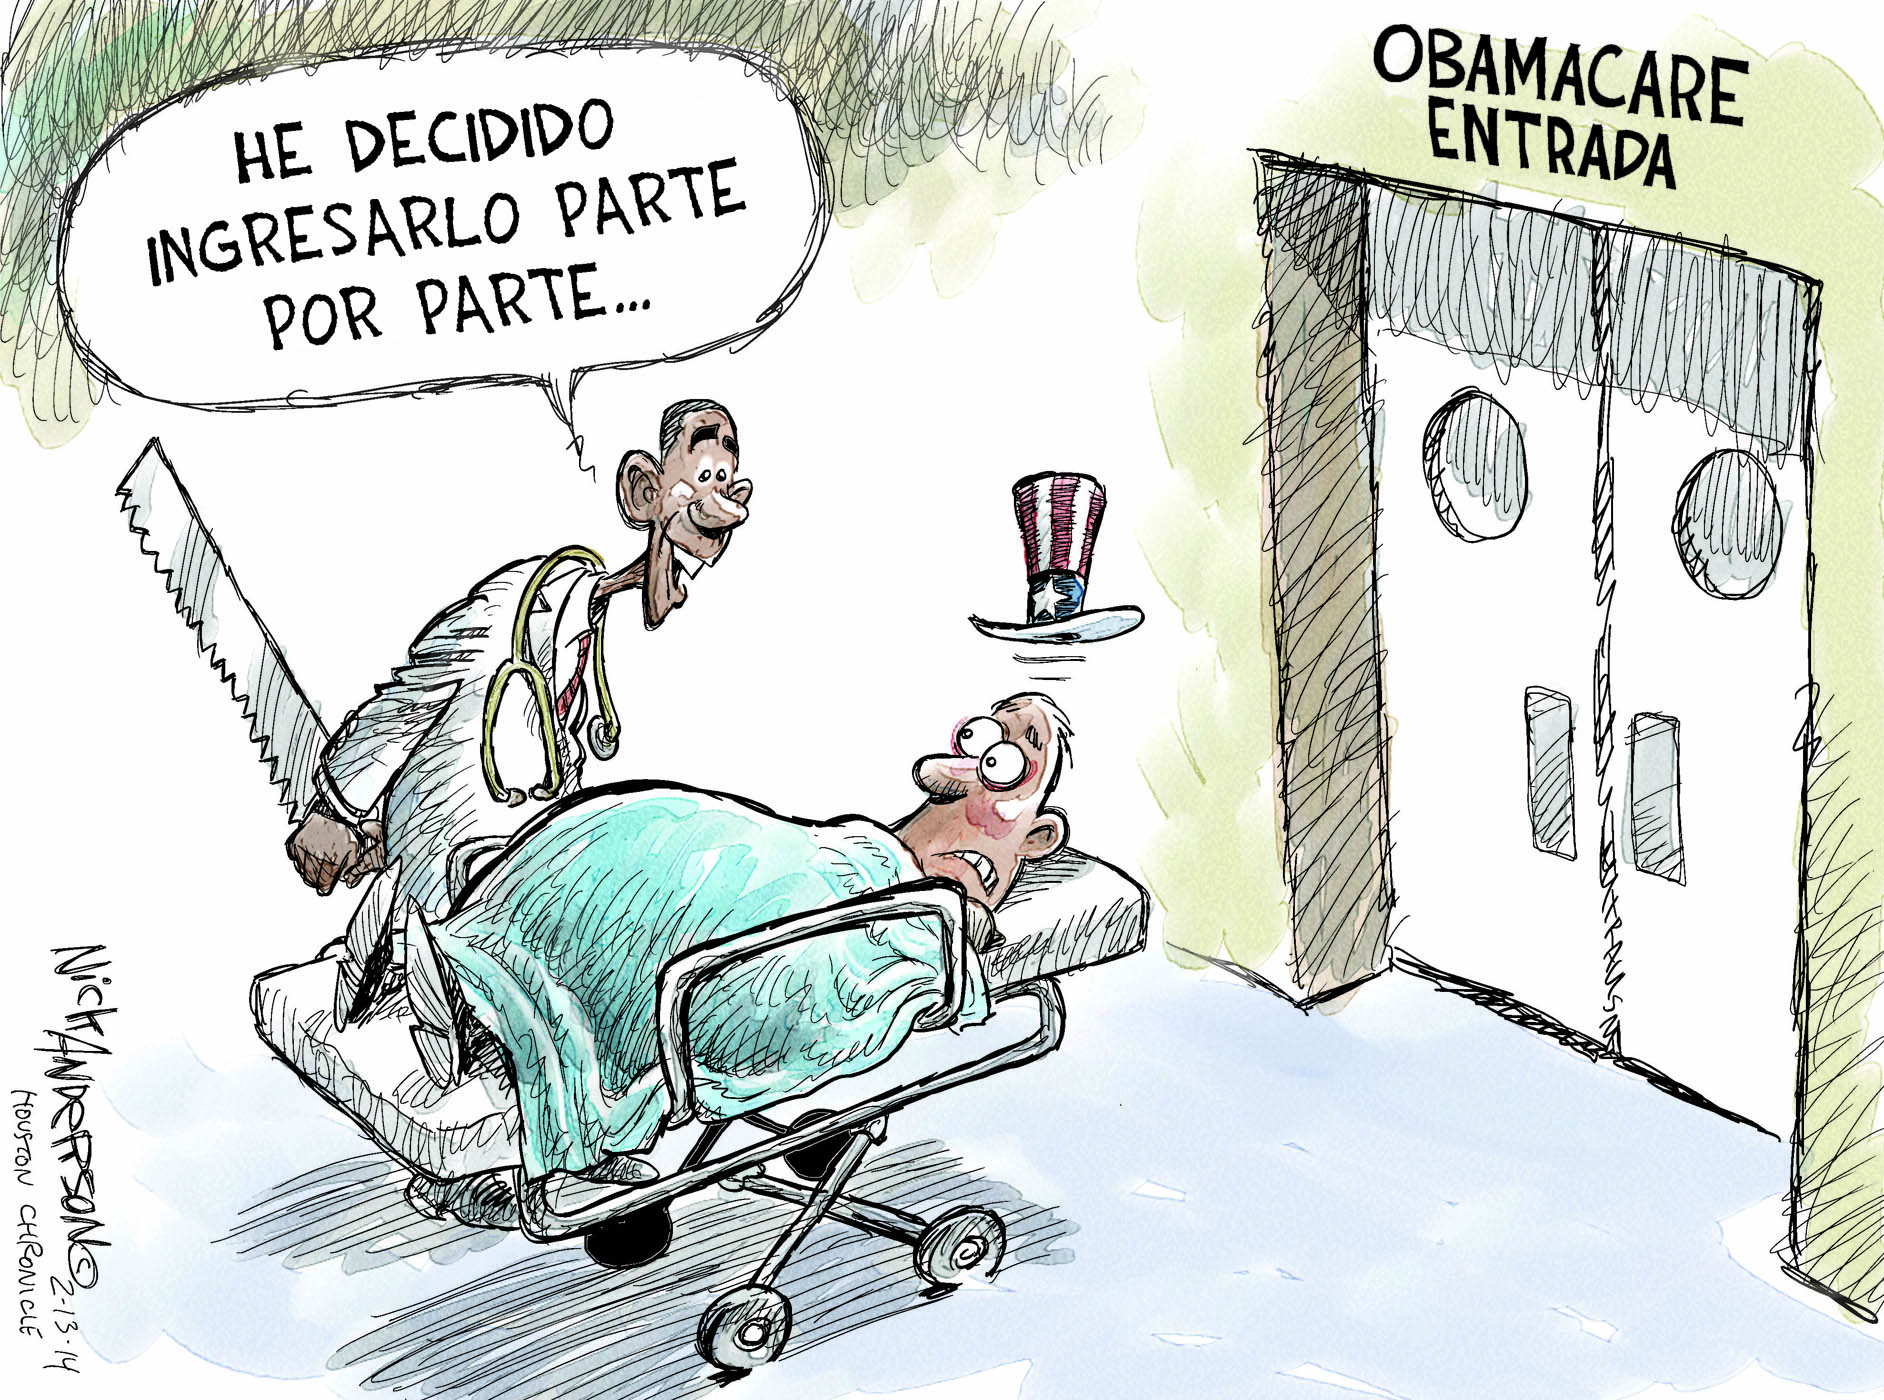 HE DECIDIDO
INGRESARLO PARTE
POR PARTE...
OBAMACARE
ENTRADA
Nick Anderson © 2-13-14
HOUSTON CHRONICLE